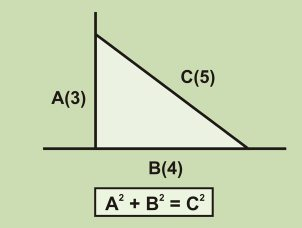 C(5)
A(3)
B(4)
A² + B² = C²